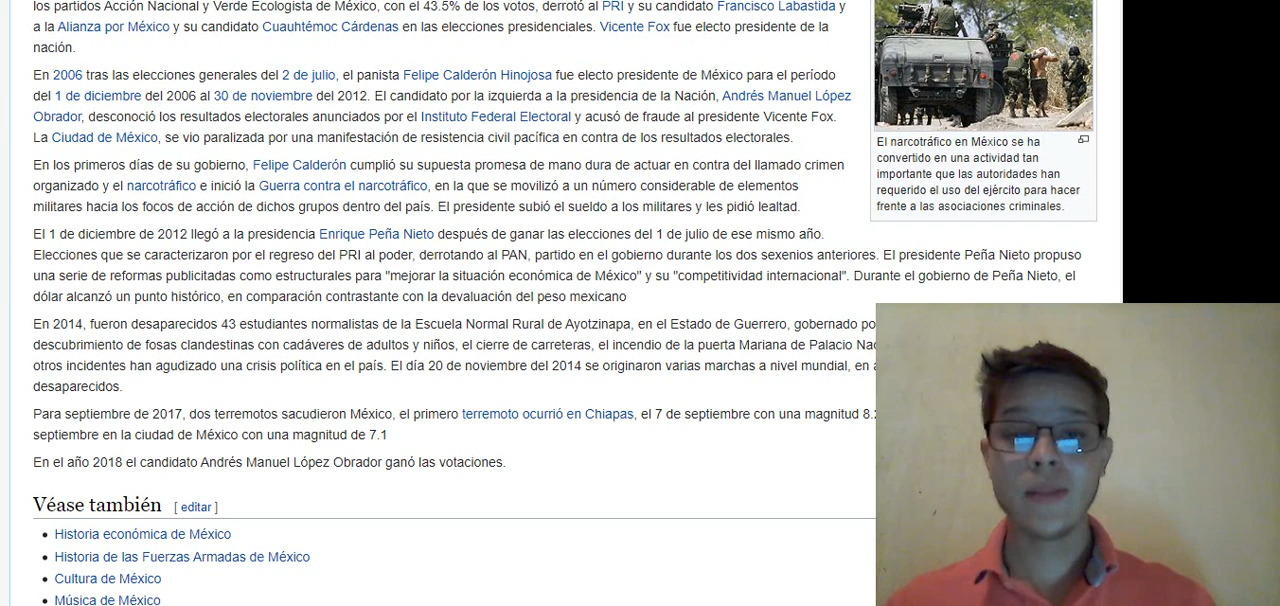 los partidos Acción Nacional y Verde Ecologista de México, con el 43.5% de los votos, derrotó al PRI y su candidato Francisco Labastida y
a la Alianza por México y su candidato Cuauhtémoc Cárdenas en las elecciones presidenciales. Vicente Fox fue electo presidente de la
nación.
En 2006 tras las elecciones generales del 2 de julio, el panista Felipe Calderón Hinojosa fue electo presidente de México para el período
del 1 de diciembre del 2006 al 30 de noviembre del 2012. El candidato por la izquierda a la presidencia de la Nación, Andrés Manuel López
Obrador, desconoció los resultados electorales anunciados por el Instituto Federal Electoral y acusó de fraude al presidente Vicente Fox.
La Ciudad de México, se vio paralizada por una manifestación de resistencia civil pacífica en contra de los resultados electorales.
En los primeros días de su gobierno, Felipe Calderón cumplió su supuesta promesa de mano dura de actuar en contra del llamado crimen
organizado y el narcotráfico e inició la Guerra contra el narcotráfico, en la que se movilizó a un número considerable de elementos
militares hacia los focos de acción de dichos grupos dentro del país. El presidente subió el sueldo a los militares y les pidió lealtad.
El narcotráfico en México se ha
convertido en una actividad tan
importante que las autoridades han
requerido el uso del ejército para hacer
frente a las asociaciones criminales.
El 1 de diciembre de 2012 llegó a la presidencia Enrique Peña Nieto después de ganar las elecciones del 1 de julio de ese mismo año.
Elecciones que se caracterizaron por el regreso del PRI al poder, derrotando al PAN, partido en el gobierno durante los dos sexenios anteriores. El presidente Peña Nieto propuso
una serie de reformas publicitadas como estructurales para "mejorar la situación económica de México" y su "competitividad internacional". Durante el gobierno de Peña Nieto, el
dólar alcanzó un punto histórico, en comparación contrastante con la devaluación del peso mexicano
En 2014, fueron desaparecidos 43 estudiantes normalistas de la Escuela Normal Rural de Ayotzinapa, en el Estado de Guerrero, gobernado po
descubrimiento de fosas clandestinas con cadáveres de adultos y niños, el cierre de carreteras, el incendio de la puerta Mariana de Palacio Nac
otros incidentes han agudizado una crisis política en el país. El día 20 de noviembre del 2014 se originaron varias marchas a nivel mundial, en
desaparecidos.
Para septiembre de 2017, dos terremotos sacudieron México, el primero terremoto ocurrió en Chiapas, el 7 de septiembre con una magnitud 8.2
septiembre en la ciudad de México con una magnitud de 7.1
En el año 2018 el candidato Andrés Manuel López Obrador ganó las votaciones.
Véase también [ editar ]
• Historia económica de México
• Historia de las Fuerzas Armadas de México
• Cultura de México
• Música de México